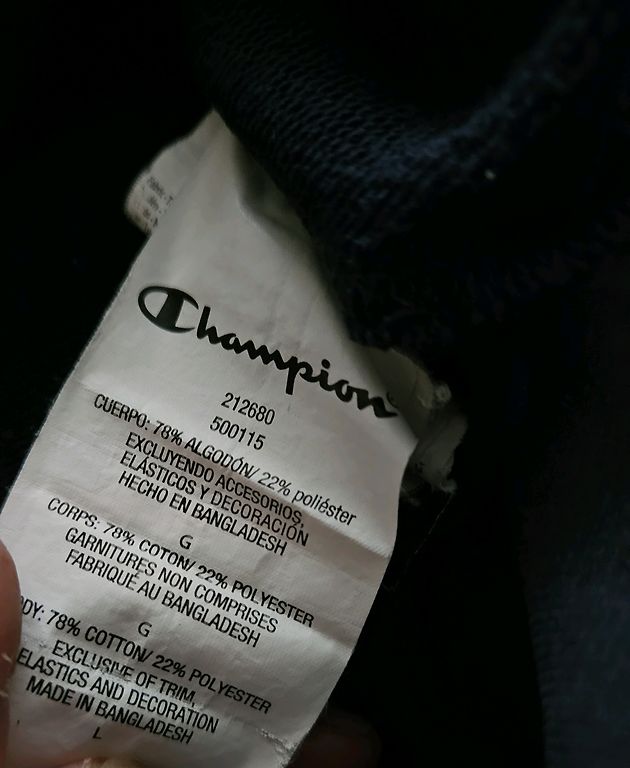 Champion
212680
500115
CUERPO: 78% ALGODÓN/ 22% poliéster
EXCLUYENDO ACCESORIOS,
ELÁSTICOS Y DECORACIÓN
HECHO EN BANGLADESH
G
CORPS: 78% COTON/ 22% POLYESTER
GARNITURES NON COMPRISES
FABRIQUÉ AU BANGLADESH
G
ODY: 78% COTTON/ 22% POLYESTER
EXCLUSIVE OF TRIM,
ELASTICS AND DECORATION
MADE IN BANGLADESH
L